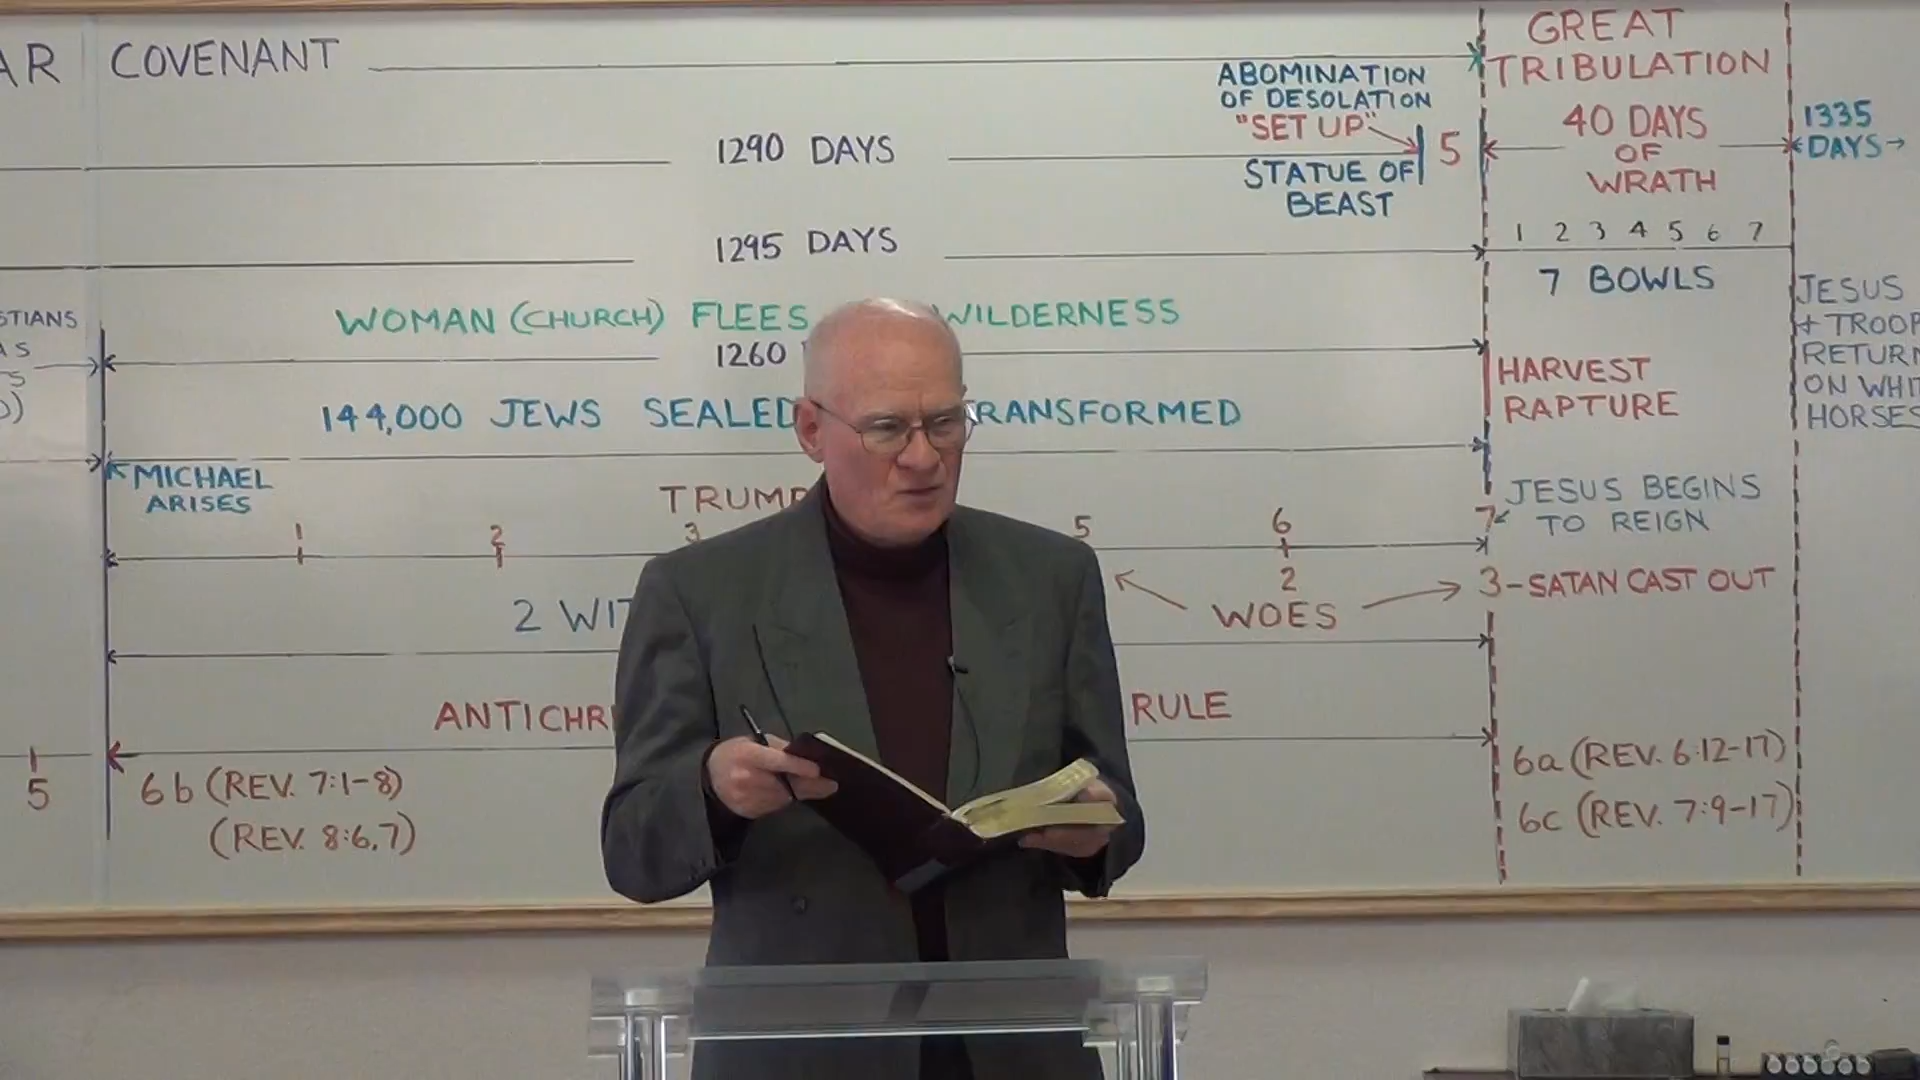 COVENANT
GREAT
TRIBULATION
ABOMINATION
OF DESOLATION
"SET UP"
STATUE OF
BEAST
5
40 DAYS
OF
WRATH
1335
DAYS
1290 DAYS
1295 DAYS
1 2 3 4 5 6 7
7 BOWLS
WOMAN (CHURCH) FLEES WILDERNESS
1260
HARVEST
RAPTURE
JESUS
+ TROOP
RETURN
ON WHIT
HORSES
144,000 JEWS SEALED TRANSFORMED
MICHAEL
ARISES
JESUS BEGINS
TO REIGN
TRUMP
1 2 3 5 6 7
2 3-SATAN CAST OUT
WOES
2 WIT
ANTICHR RULE
5
6b (REV. 7:1-8)
(REV. 8:6,7)
6a (REV. 6:12-17)
6c (REV. 7:9-17)